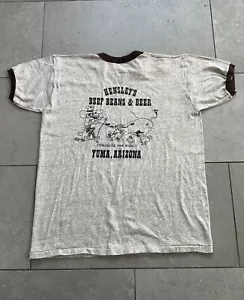 HENSLEY'S
BEEF BEANS & BEER
YUMA, ARIZONA